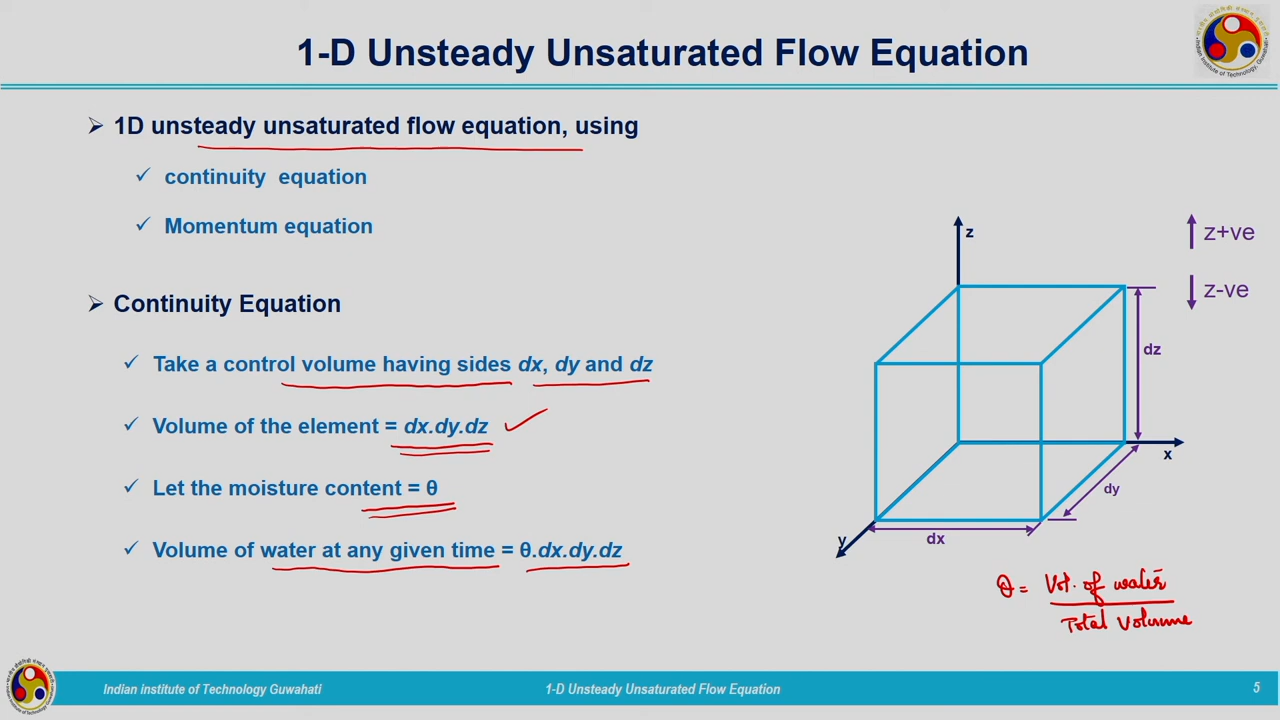 1-D Unsteady Unsaturated Flow Equation
1D unsteady unsaturated flow equation, using
continuity equation
Momentum equation
Continuity Equation
Take a control volume having sides dx, dy and dz
Volume of the element = dx.dy.dz
Let the moisture content = θ
Volume of water at any given time = θ.dx.dy.dz
z
z+ve
z-ve
dz
x
dy
dx
y
θ = Vol. of water
Total Volume
Indian institute of Technology Guwahati
1-D Unsteady Unsaturated Flow Equation
5